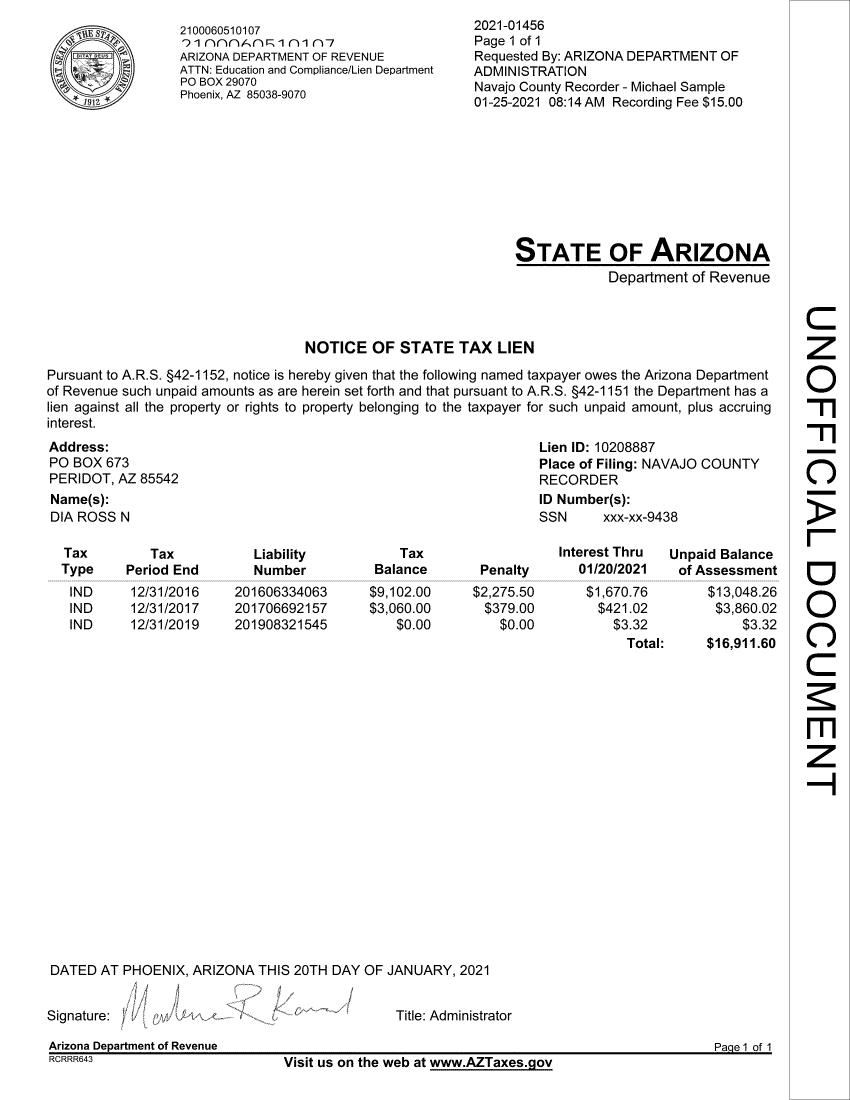 GREAT SEAL OF THE STATE OF ARIZONA
DITAT DEUS
1912
2100060510107
2100060510107
ARIZONA DEPARTMENT OF REVENUE
ATTN: Education and Compliance/Lien Department
PO BOX 29070
Phoenix, AZ 85038-9070
2021-01456
Page 1 of 1
Requested By: ARIZONA DEPARTMENT OF
ADMINISTRATION
Navajo County Recorder - Michael Sample
01-25-2021 08:14 AM Recording Fee $15.00
STATE OF ARIZONA
Department of Revenue
NOTICE OF STATE TAX LIEN
Pursuant to A.R.S. §42-1152, notice is hereby given that the following named taxpayer owes the Arizona Department
of Revenue such unpaid amounts as are herein set forth and that pursuant to A.R.S. §42-1151 the Department has a
lien against all the property or rights to property belonging to the taxpayer for such unpaid amount, plus accruing
interest.
Address:
PO BOX 673
PERIDOT, AZ 85542
Name(s):
DIA ROSS N
Lien ID: 10208887
Place of Filing: NAVAJO COUNTY
RECORDER
ID Number(s):
SSN xxx-xx-9438
Tax Type Tax Period End Liability Number Tax Balance Penalty Interest Thru 01/20/2021 Unpaid Balance of Assessment
IND 12/31/2016 201606334063 $9,102.00 $2,275.50 $1,670.76 $13,048.26
IND 12/31/2017 201706692157 $3,060.00 $379.00 $421.02 $3,860.02
IND 12/31/2019 201908321545 $0.00 $0.00 $3.32 $3.32
Total: $16,911.60
DATED AT PHOENIX, ARIZONA THIS 20TH DAY OF JANUARY, 2021
Signature: Marlene R Title: Administrator
Arizona Department of Revenue
Page 1 of 1
RCRRR643
Visit us on the web at www.AZTaxes.gov
UNOFFICIAL DOCUMENT